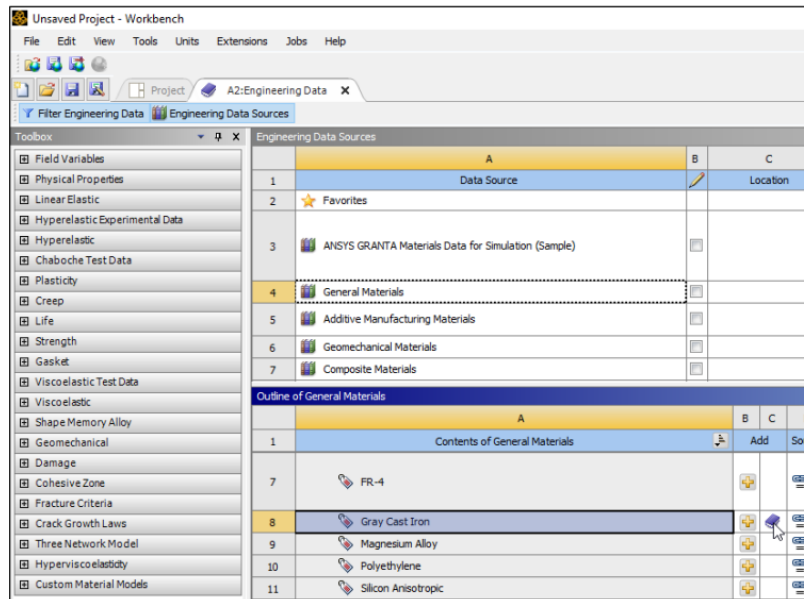 Unsaved Project - Workbench
File Edit View Tools Units Extensions Jobs Help
Project A2:Engineering Data X
Filter Engineering Data Engineering Data Sources
Toolbox
Field Variables
Physical Properties
Linear Elastic
Hyperelastic Experimental Data
Hyperelastic
Chaboche Test Data
Plasticity
Creep
Life
Strength
Gasket
Viscoelastic Test Data
Viscoelastic
Shape Memory Alloy
Geomechanical
Damage
Cohesive Zone
Fracture Criteria
Crack Growth Laws
Three Network Model
Hyperviscoelasticity
Custom Material Models
Engineering Data Sources
A B C
1 Data Source Location
2 Favorites
3 ANSYS GRANTA Materials Data for Simulation (Sample)
4 General Materials
5 Additive Manufacturing Materials
6 Geomechanical Materials
7 Composite Materials
Outline of General Materials
A B C
1 Contents of General Materials Add So
7 FR-4
8 Gray Cast Iron
9 Magnesium Alloy
10 Polyethylene
11 Silicon Anisotropic